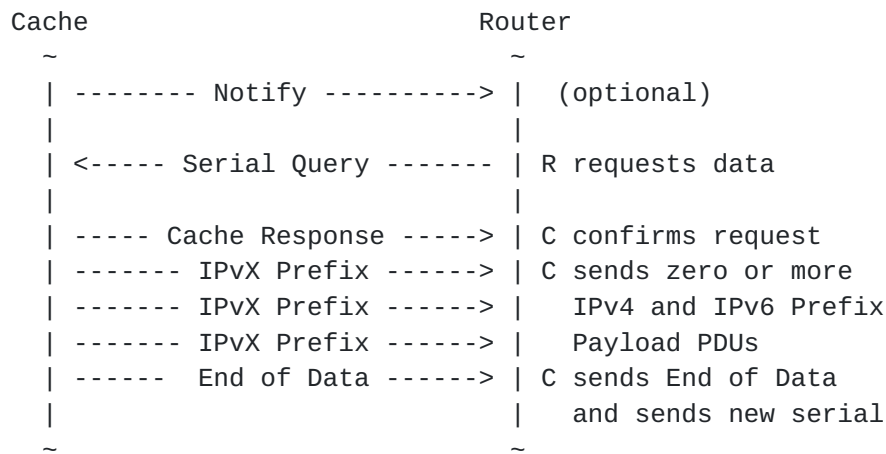 Cache                         Router
  ~                             ~
  | -------- Notify ----------> |  (optional)
  |                             |
  | <----- Serial Query ------- | R requests data
  |                             |
  | ----- Cache Response -----> | C confirms request
  | ------- IPvX Prefix ------> | C sends zero or more
  | ------- IPvX Prefix ------> |   IPv4 and IPv6 Prefix
  | ------- IPvX Prefix ------> |   Payload PDUs
  | ------  End of Data ------> | C sends End of Data
  |                             |   and sends new serial
  ~                             ~